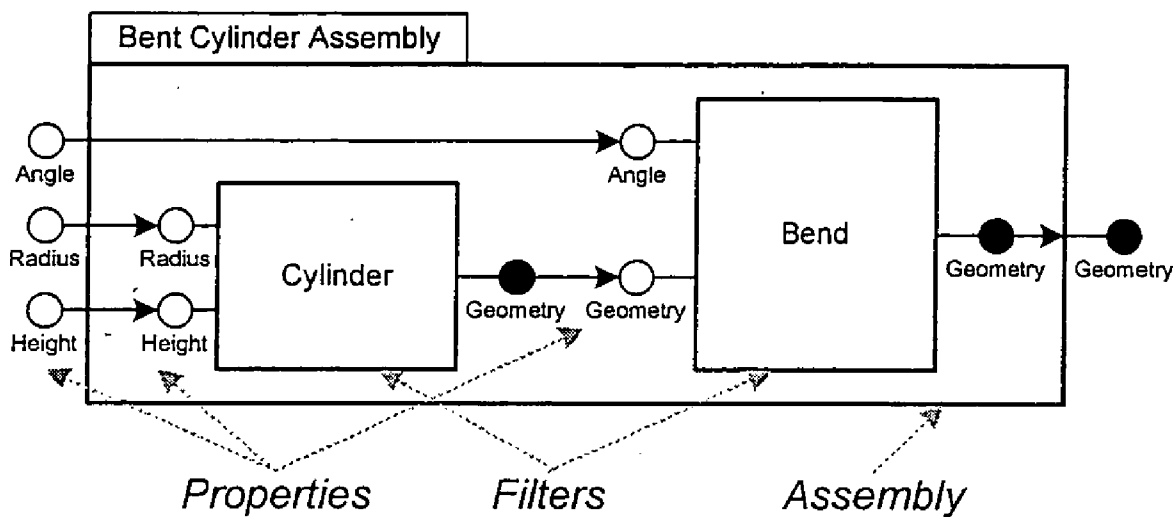 Bent Cylinder Assembly
Angle
Angle
Radius
Radius
Bend
Cylinder
Geometry
Geometry
Geometry
Geometry
Height
Height
Properties
Filters
Assembly